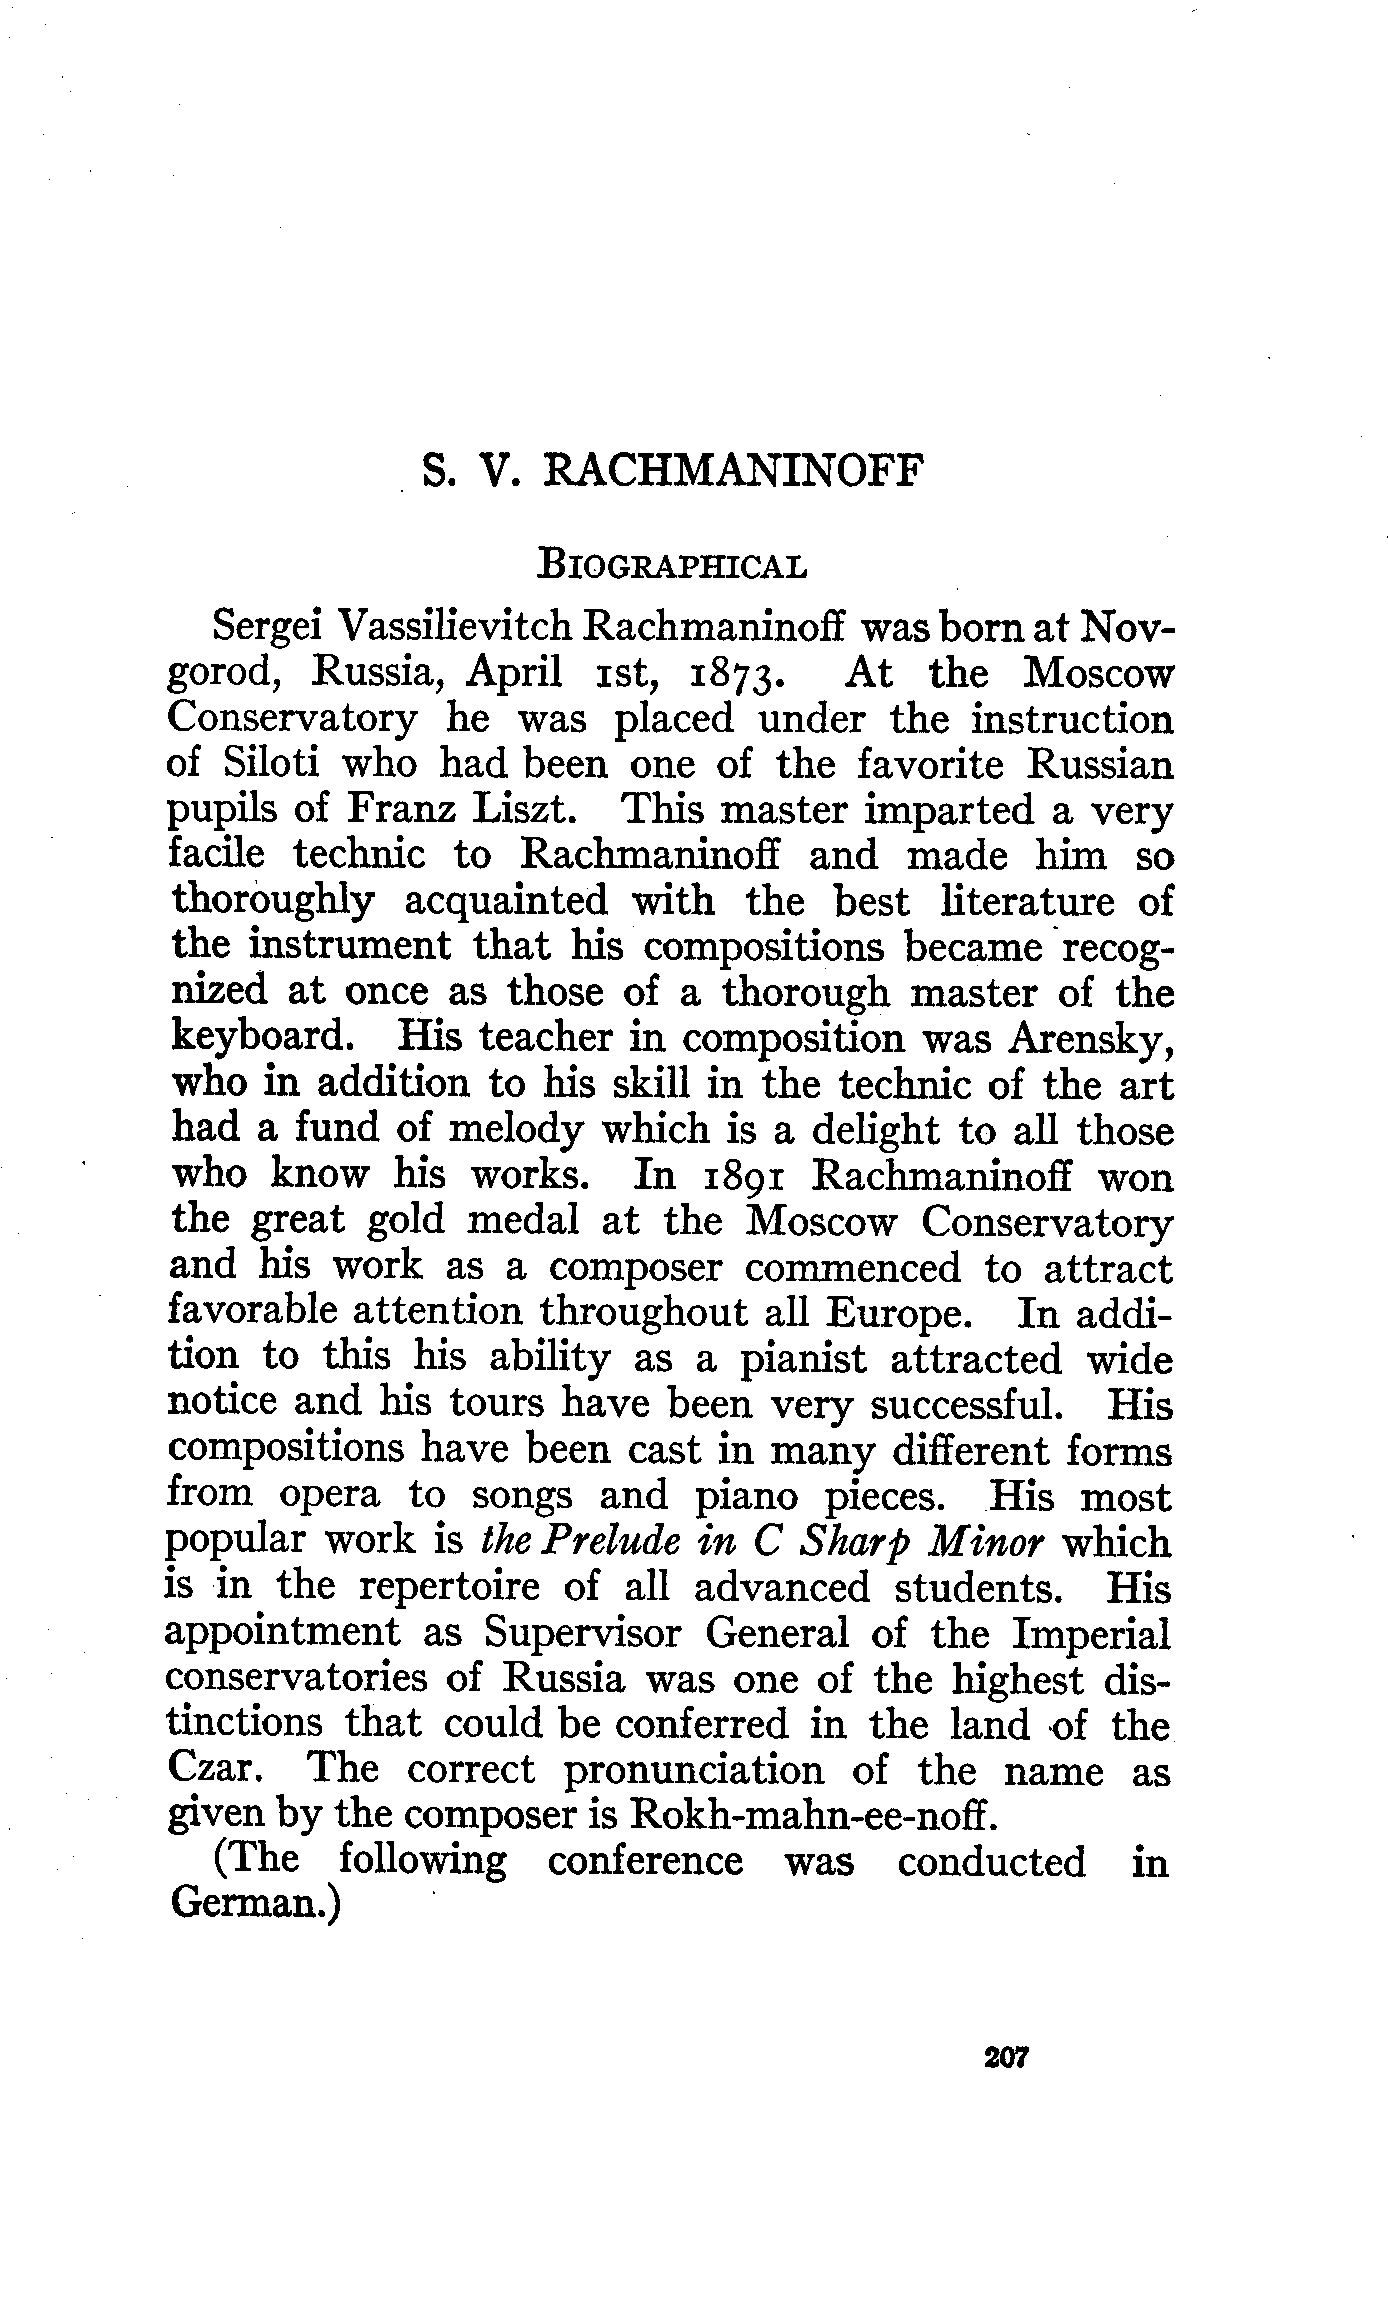 S. V. RACHMANINOFF
BIOGRAPHICAL
Sergei Vassilievitch Rachmaninoff was born at Nov-
gorod, Russia, April 1st, 1873. At the Moscow
Conservatory he was placed under the instruction
of Siloti who had been one of the favorite Russian
pupils of Franz Liszt. This master imparted a very
facile technic to Rachmaninoff and made him so
thoroughly acquainted with the best literature of
the instrument that his compositions became recog-
nized at once as those of a thorough master of the
keyboard. His teacher in composition was Arensky,
who in addition to his skill in the technic of the art
had a fund of melody which is a delight to all those
who know his works. In 1891 Rachmaninoff won
the great gold medal at the Moscow Conservatory
and his work as a composer commenced to attract
favorable attention throughout all Europe. In addi-
tion to this his ability as a pianist attracted wide
notice and his tours have been very successful. His
compositions have been cast in many different forms
from opera to songs and piano pieces. His most
popular work is the Prelude in C Sharp Minor which
is in the repertoire of all advanced students. His
appointment as Supervisor General of the Imperial
conservatories of Russia was one of the highest dis-
tinctions that could be conferred in the land of the
Czar. The correct pronunciation of the name as
given by the composer is Rokh-mahn-ee-noff.
(The following conference was conducted in
German.)
207